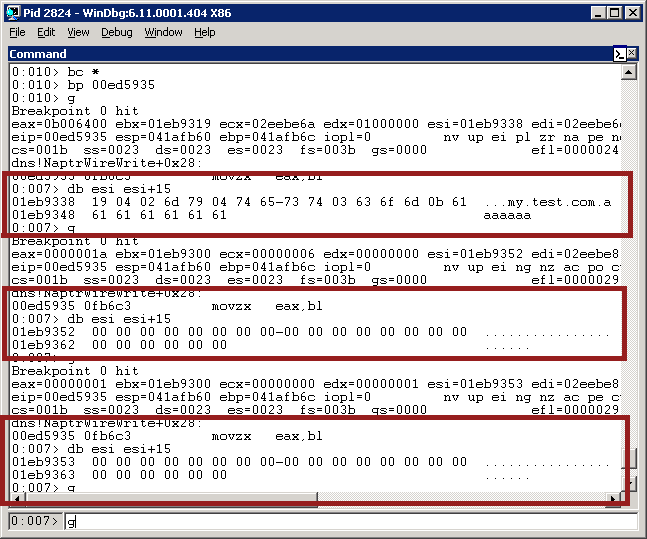 Pid 2824 - WinDbg:6.11.0001.404 X86
File Edit View Debug Window Help
Command
0:010> bc *
0:010> bp 00ed5935
0:010> g
Breakpoint 0 hit
eax=0b006400 ebx=01eb9319 ecx=02eebe6a edx=01000000 esi=01eb9338 edi=02eebe6
eip=00ed5935 esp=041afb60 ebp=041afb6c iopl=0 nv up ei pl zr na pe n
cs=001b ss=0023 ds=0023 es=0023 fs=003b gs=0000 efl=0000024
dns!NaptrWireWrite+0x28:
00ed5935 0fb6c3 movzx eax,bl
0:007> db esi esi+15
01eb9338 19 04 02 6d 79 04 74 65-73 74 03 63 6f 6d 0b 61 ...my.test.com.a
01eb9348 61 61 61 61 61 61 aaaaaa
0:007> g
Breakpoint 0 hit
eax=0000001a ebx=01eb9300 ecx=00000006 edx=00000000 esi=01eb9352 edi=02eebe8
eip=00ed5935 esp=041afb60 ebp=041afb6c iopl=0 nv up ei ng nz ac po c
cs=001b ss=0023 ds=0023 es=0023 fs=003b gs=0000 efl=0000029
dns!NaptrWireWrite+0x28:
00ed5935 0fb6c3 movzx eax,bl
0:007> db esi esi+15
01eb9352 00 00 00 00 00 00 00 00-00 00 00 00 00 00 00 00 ................
01eb9362 00 00 00 00 00 00 ......
0:007> g
Breakpoint 0 hit
eax=00000001 ebx=01eb9300 ecx=00000000 edx=00000001 esi=01eb9353 edi=02eebe8
eip=00ed5935 esp=041afb60 ebp=041afb6c iopl=0 nv up ei ng nz ac pe c
cs=001b ss=0023 ds=0023 es=0023 fs=003b gs=0000 efl=0000029
dns!NaptrWireWrite+0x28:
00ed5935 0fb6c3 movzx eax,bl
0:007> db esi esi+15
01eb9353 00 00 00 00 00 00 00 00-00 00 00 00 00 00 00 00 ................
01eb9363 00 00 00 00 00 00 ......
0:007> g
0:007> g